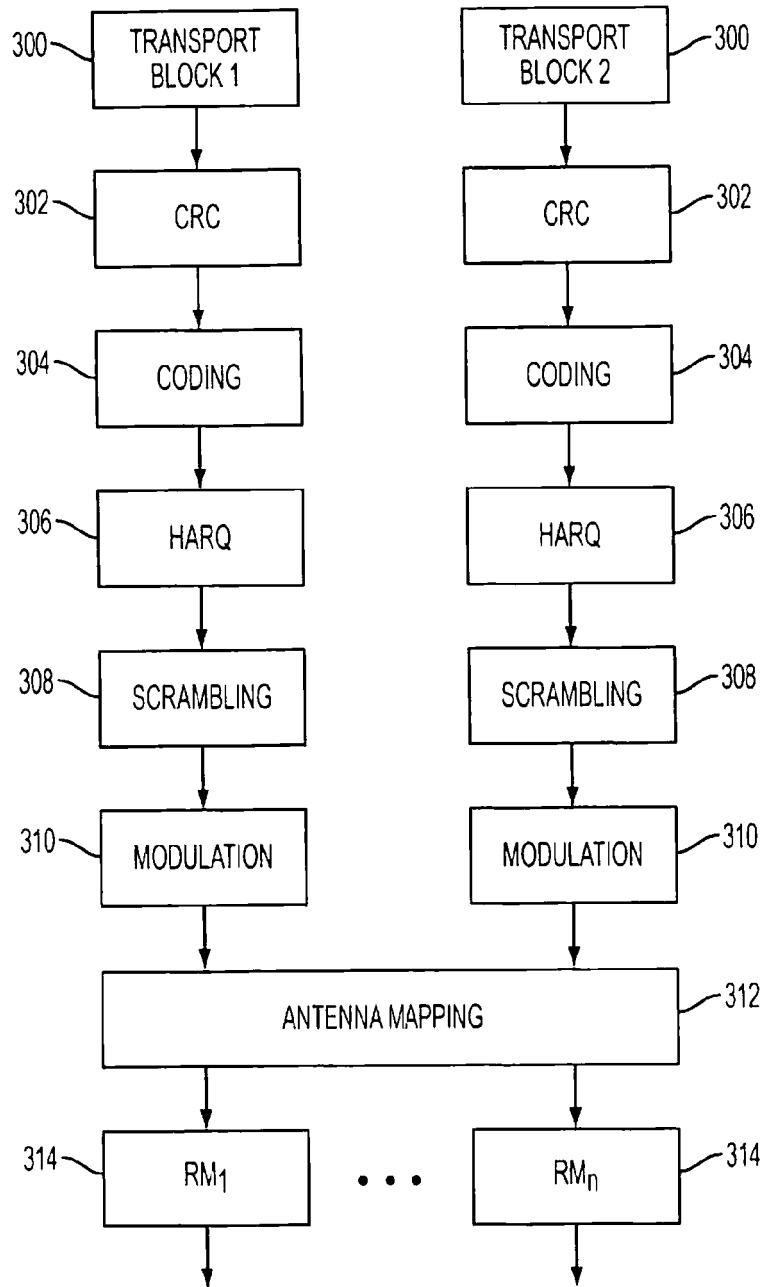 300 TRANSPORT BLOCK 1 TRANSPORT BLOCK 2 300
302 CRC CRC 302
304 CODING CODING 304
306 HARQ HARQ 306
308 SCRAMBLING SCRAMBLING 308
310 MODULATION MODULATION 310
ANTENNA MAPPING 312
314 RM1 • • • RMn 314